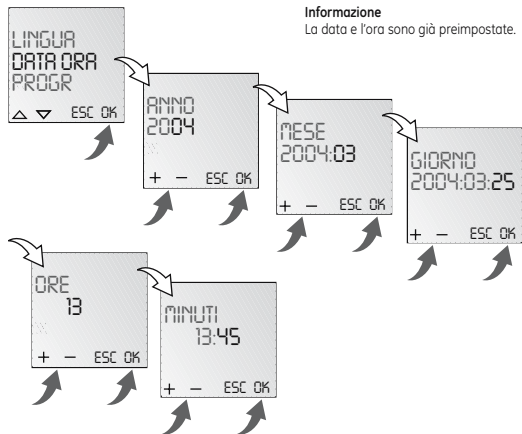 Informazione
La data e l'ora sono già preimpostate.
LINGUA
DATA ORA
PROGR
ESC OK
ANNO
2004
+ − ESC OK
MESE
2004:03
+ − ESC OK
GIORNO
2004:03:25
+ − ESC OK
ORE
13
+ − ESC OK
MINUTI
13:45
+ − ESC OK